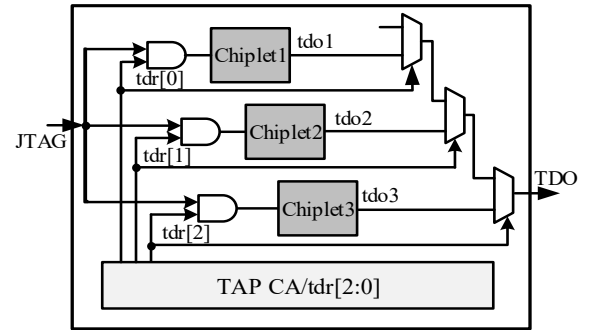 tdo1
Chiplet1
tdr[0]
tdo2
Chiplet2
JTAG
tdr[1]
TDO
tdo3
Chiplet3
tdr[2]
TAP CA/tdr[2:0]